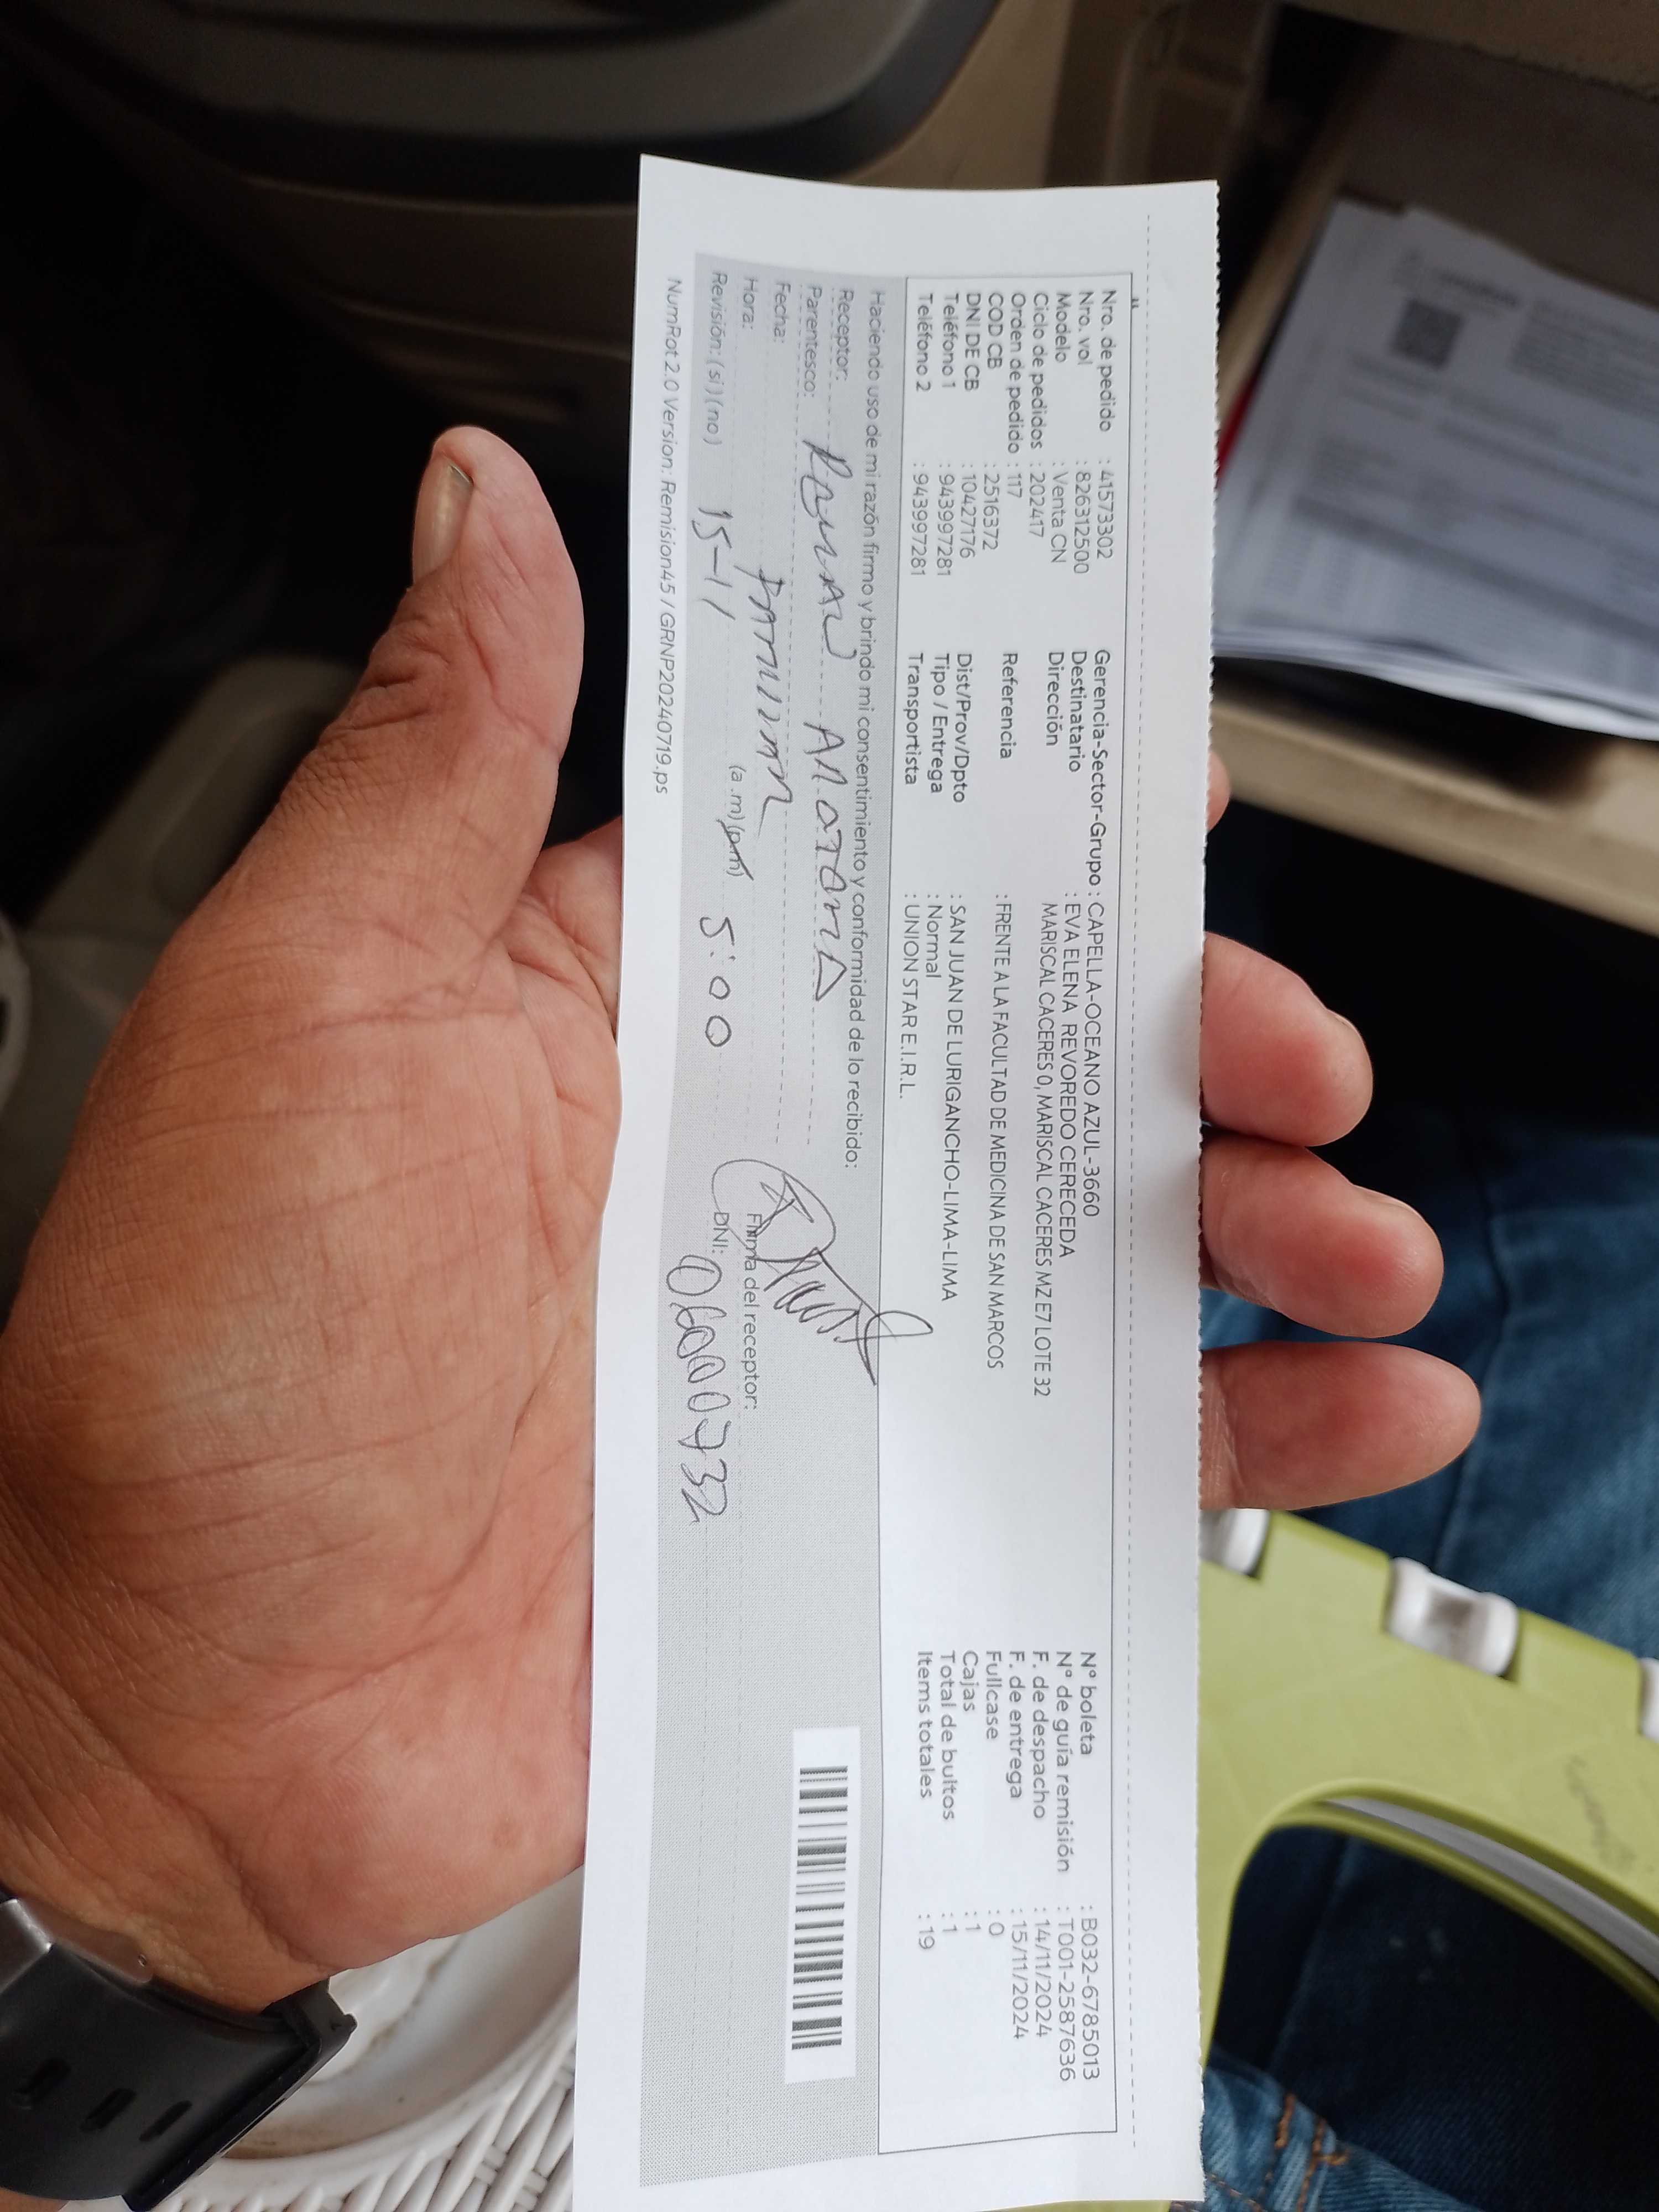 Nro. de pedido : 41573302
Nro. vol : 826312500
Modelo : Venta CN
Ciclo de pedidos : 202417
Orden de pedido : 117
COD CB : 2516372
DNI DE CB : 10427176
Teléfono 1 : 943997281
Teléfono 2 : 943997281
Gerencia-Sector-Grupo : CAPELLA-OCEANO AZUL-3660
Destinatario : EVA ELENA REVOREDO CERECEDA
Dirección MARISCAL CACERES 0, MARISCAL CACERES MZ E7 LOTE 32
Referencia : FRENTE A LA FACULTAD DE MEDICINA DE SAN MARCOS
Dist/Prov/Dpto : SAN JUAN DE LURIGANCHO-LIMA-LIMA
Tipo / Entrega : Normal
Transportista : UNION STAR E.I.R.L.
N° boleta : B032-6785013
N° de guía remisión : T001-2587636
F. de despacho : 14/11/2024
F. de entrega : 15/11/2024
Fullcase : 0
Cajas : 1
Total de bultos : 1
Items totales : 19
Haciendo uso de mi razón firmo y brindo mi consentimiento y conformidad de lo recibido:
Receptor:
Parentesco:
Fecha:
Hora: (a.m)(p.m)
Revisión: (si) (no) 15-11 5:00
Firma del receptor:
DNI: 06000732
NumRot 2.0 Version: Remision45 / GRNP20240719.ps